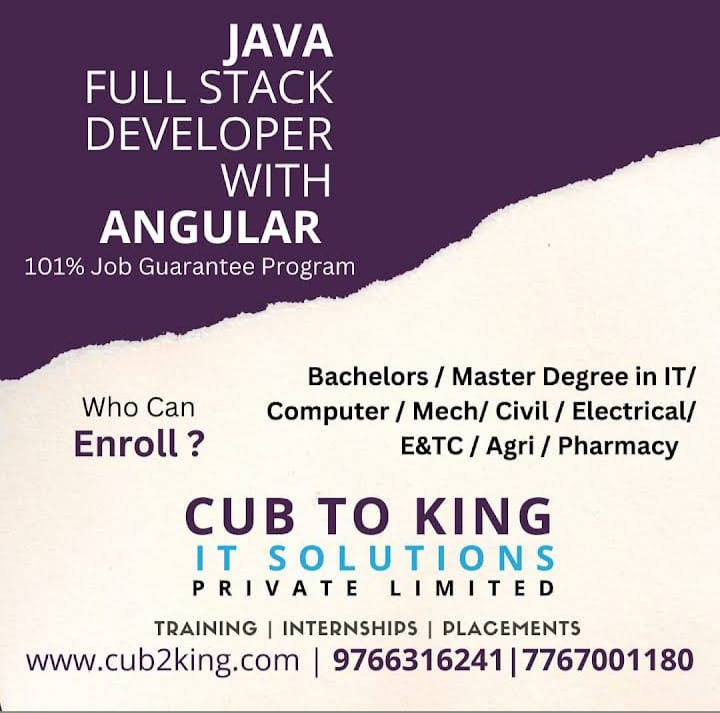 JAVA
FULL STACK
DEVELOPER
WITH
ANGULAR
101% Job Guarantee Program
Who Can
Enroll ?
Bachelors / Master Degree in IT/
Computer / Mech/ Civil / Electrical/
E&TC / Agri / Pharmacy
CUB TO KING
IT SOLUTIONS
PRIVATE LIMITED
TRAINING | INTERNSHIPS | PLACEMENTS
www.cub2king.com | 9766316241|7767001180